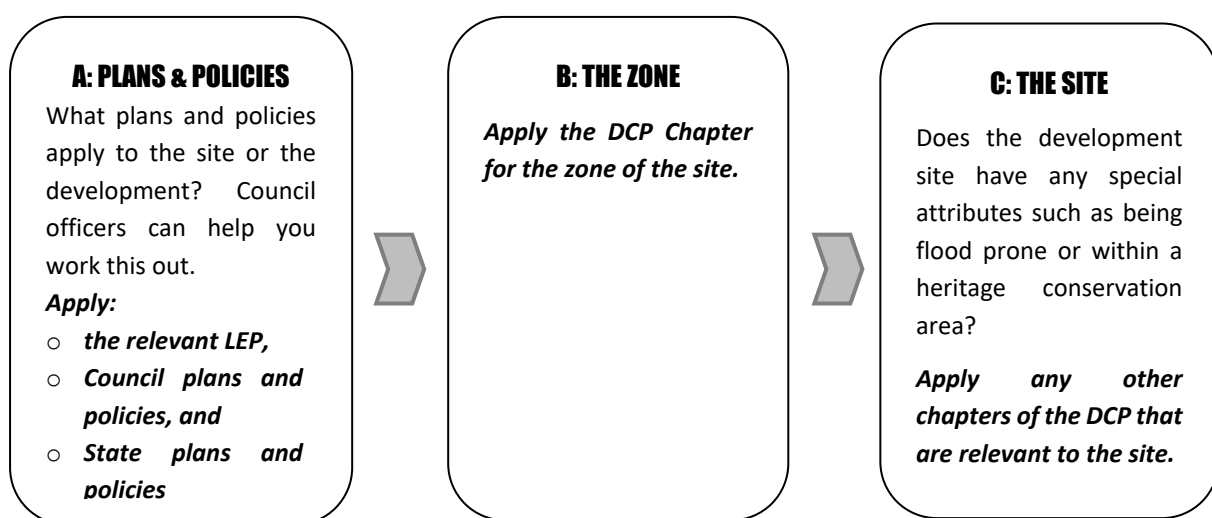 A: PLANS & POLICIES
What plans and policies
apply to the site or the
development? Council
officers can help you
work this out.
Apply:
o the relevant LEP,
o Council plans and
policies, and
o State plans and
policies
B: THE ZONE
Apply the DCP Chapter
for the zone of the site.
C: THE SITE
Does the development
site have any special
attributes such as being
flood prone or within a
heritage conservation
area?
Apply any other
chapters of the DCP that
are relevant to the site.